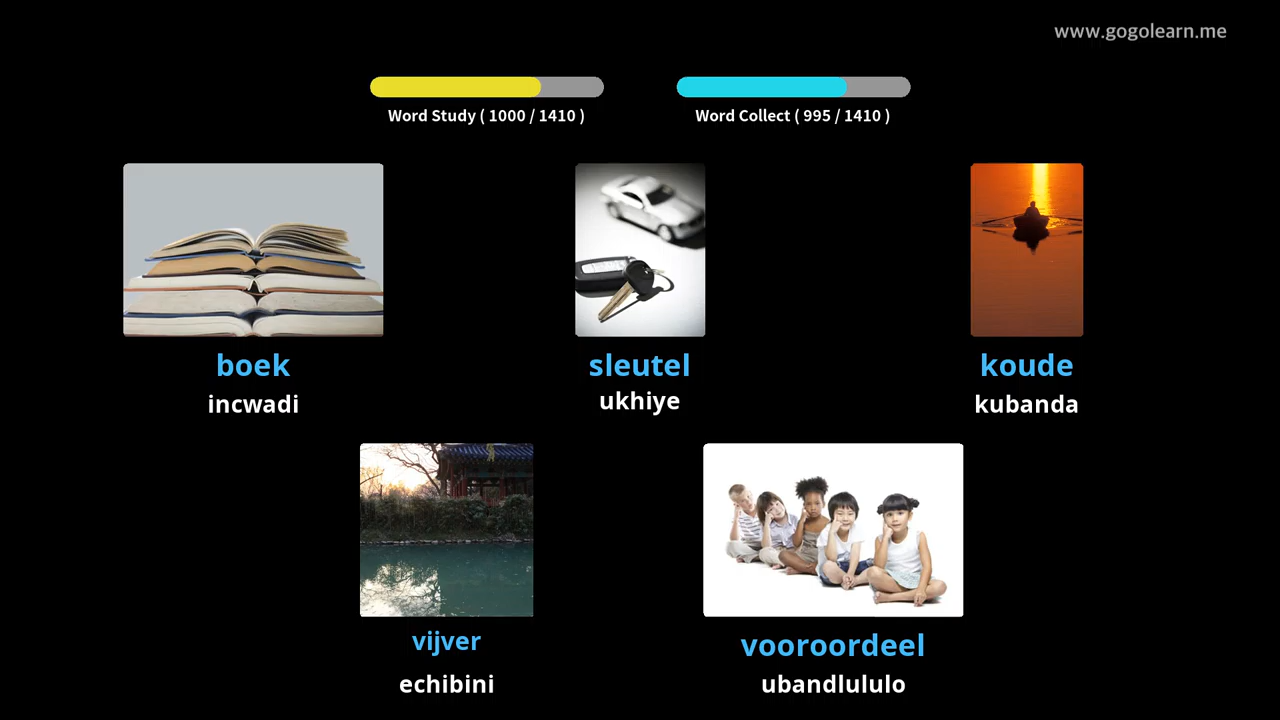 www.gogolearn.me
Word Study ( 1000 / 1410 )
Word Collect ( 995 / 1410 )
boek
sleutel
koude
incwadi
ukhiye
kubanda
vijver
vooroordeel
echibini
ubandlululo